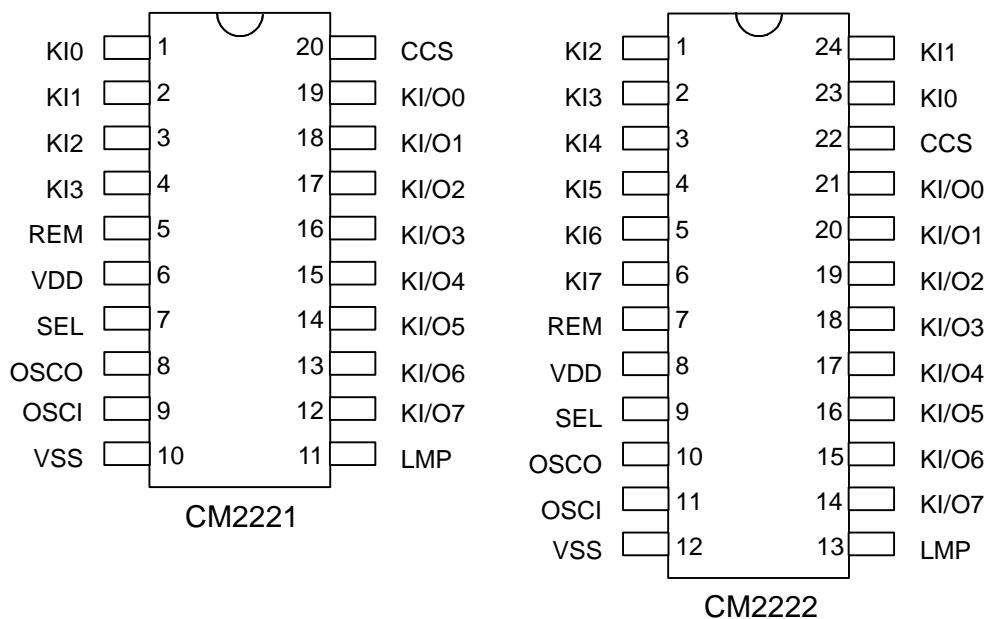 KI0 1 20 CCS
KI1 2 19 KI/O0
KI2 3 18 KI/O1
KI3 4 17 KI/O2
REM 5 16 KI/O3
VDD 6 15 KI/O4
SEL 7 14 KI/O5
OSCO 8 13 KI/O6
OSCI 9 12 KI/O7
VSS 10 11 LMP
CM2221
KI2 1 24 KI1
KI3 2 23 KI0
KI4 3 22 CCS
KI5 4 21 KI/O0
KI6 5 20 KI/O1
KI7 6 19 KI/O2
REM 7 18 KI/O3
VDD 8 17 KI/O4
SEL 9 16 KI/O5
OSCO 10 15 KI/O6
OSCI 11 14 KI/O7
VSS 12 13 LMP
CM2222